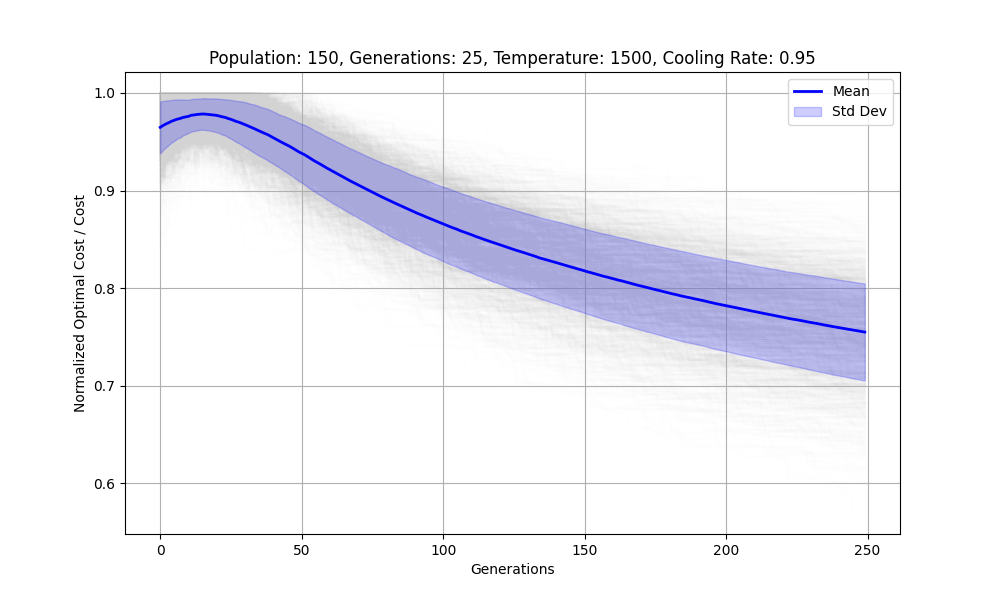 Population: 150, Generations: 25, Temperature: 1500, Cooling Rate: 0.95
Mean
Std Dev
Normalized Optimal Cost / Cost
1.0
0.9
0.8
0.7
0.6
0 50 100 150 200 250
Generations